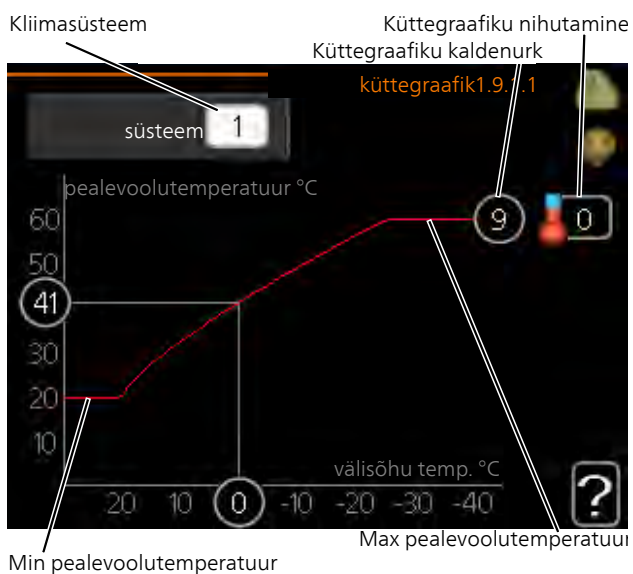 Kliimasüsteem
Küttegraafiku nihutamine
Küttegraafiku kaldenurk
küttegraafik1.9.1.1
süsteem 1
pealevoolutemperatuur °C
60
9
0
50
41
30
20
10
välisõhu temp. °C
20 10 0 -10 -20 -30 -40
?
Max pealevoolutemperatuur
Min pealevoolutemperatuur